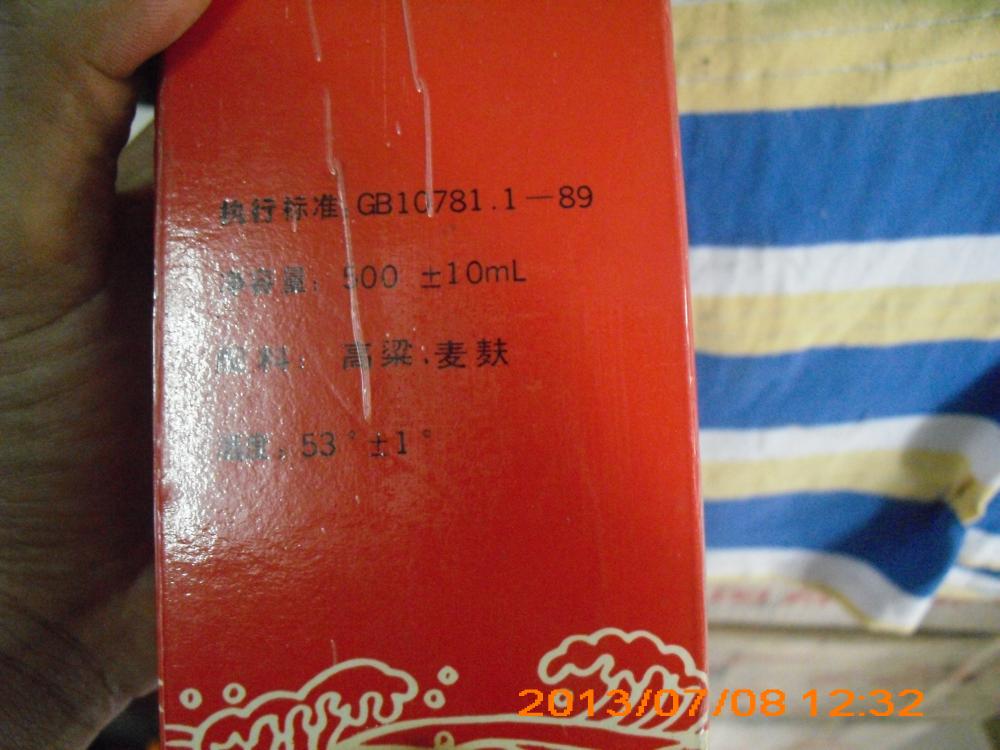 执行标准:GB10781.1—89
净容量: 500 ±10mL
配料: 高粱、麦麸
酒度: 53°±1°
2013/07/08 12:32